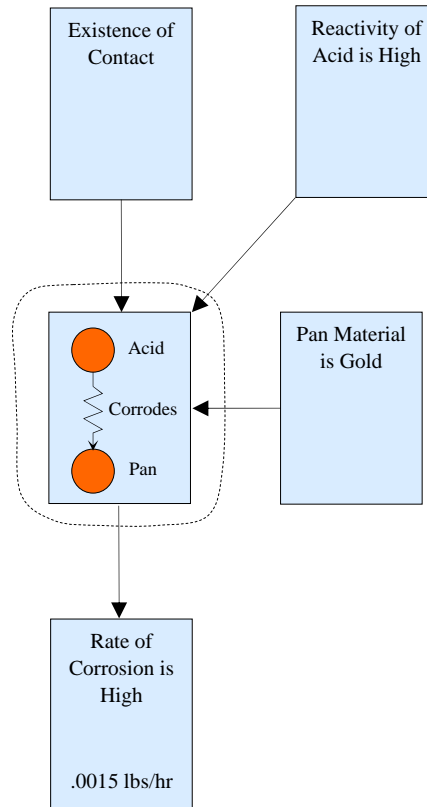 Existence of
Contact
Reactivity of
Acid is High
Acid
Corrodes
Pan
Pan Material
is Gold
Rate of
Corrosion is
High
.0015 lbs/hr